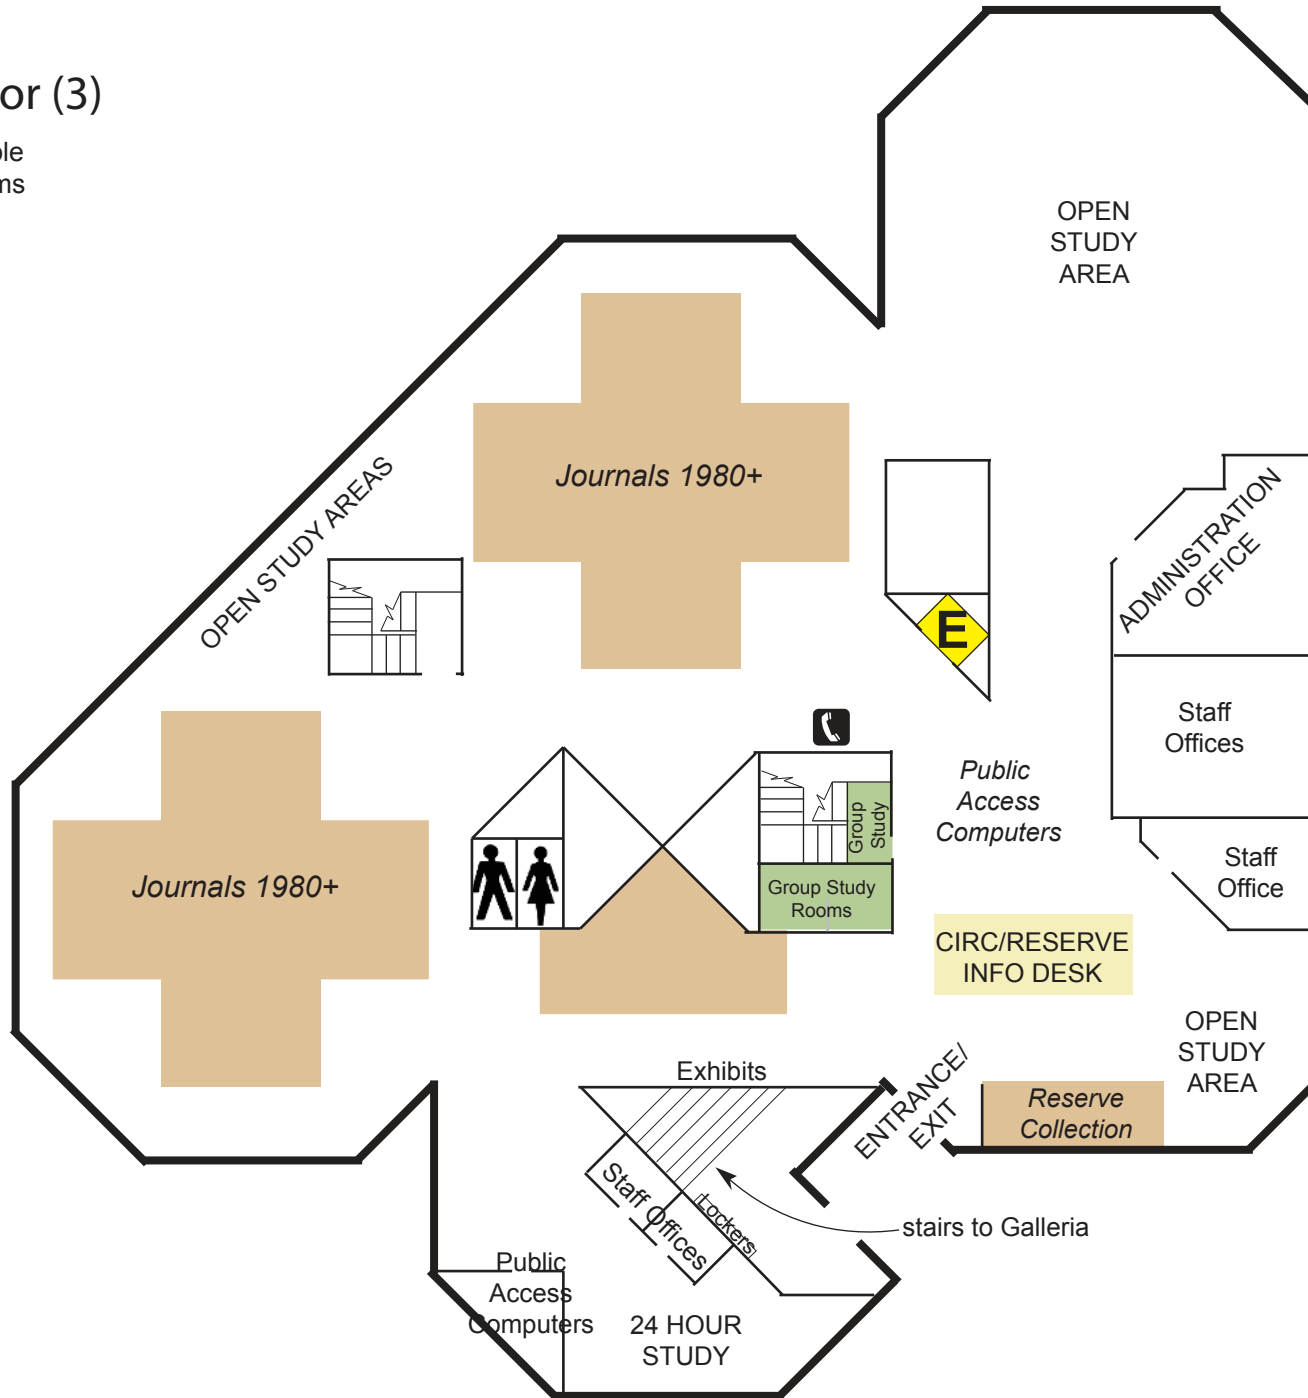 or (3)
ole
ms
OPEN
STUDY
AREA
Journals 1980+
OPEN STUDY AREAS
ADMINISTRATION
OFFICE
E
Staff
Offices
Public
Access
Computers
Group
Study
Staff
Office
Journals 1980+
Group Study
Rooms
CIRC/RESERVE
INFO DESK
OPEN
STUDY
AREA
Exhibits
ENTRANCE/
EXIT
Reserve
Collection
Staff Offices
Lockers
stairs to Galleria
Public
Access
Computers
24 HOUR
STUDY